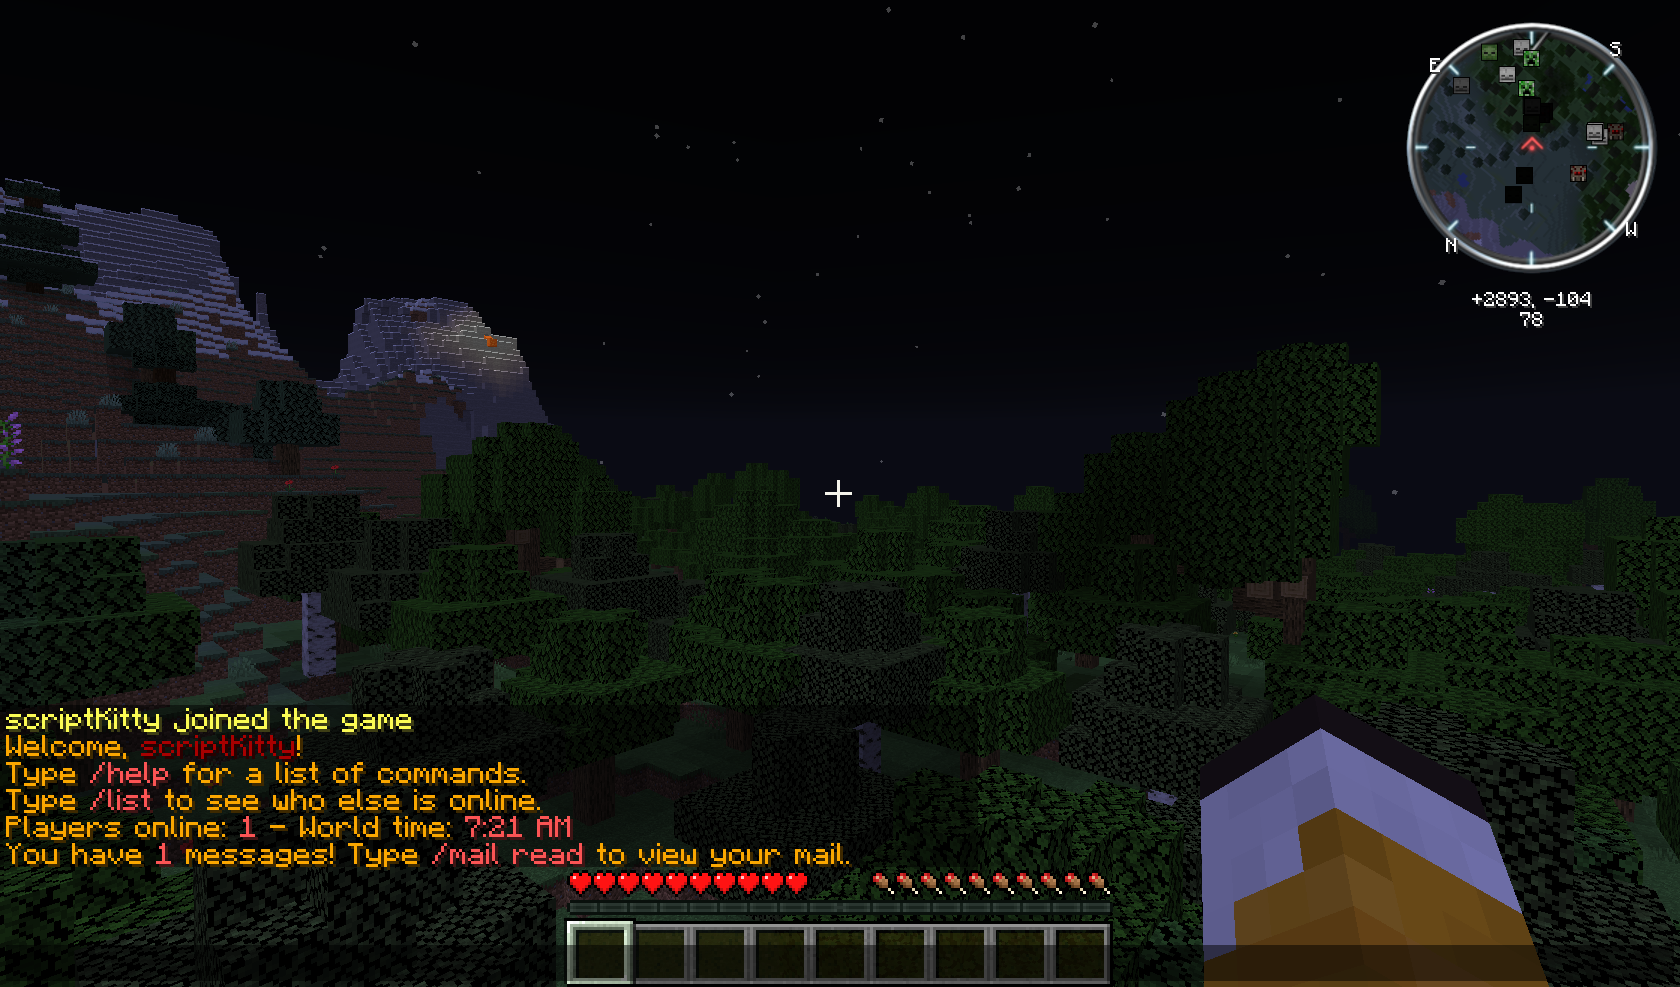 E
S
N
W
+2893, -104
78
scriptKitty joined the game
Welcome, scriptKitty!
Type /help for a list of commands.
Type /list to see who else is online.
Players online: 1 - World time: 7:21 AM
You have 1 messages! Type /mail read to view your mail.